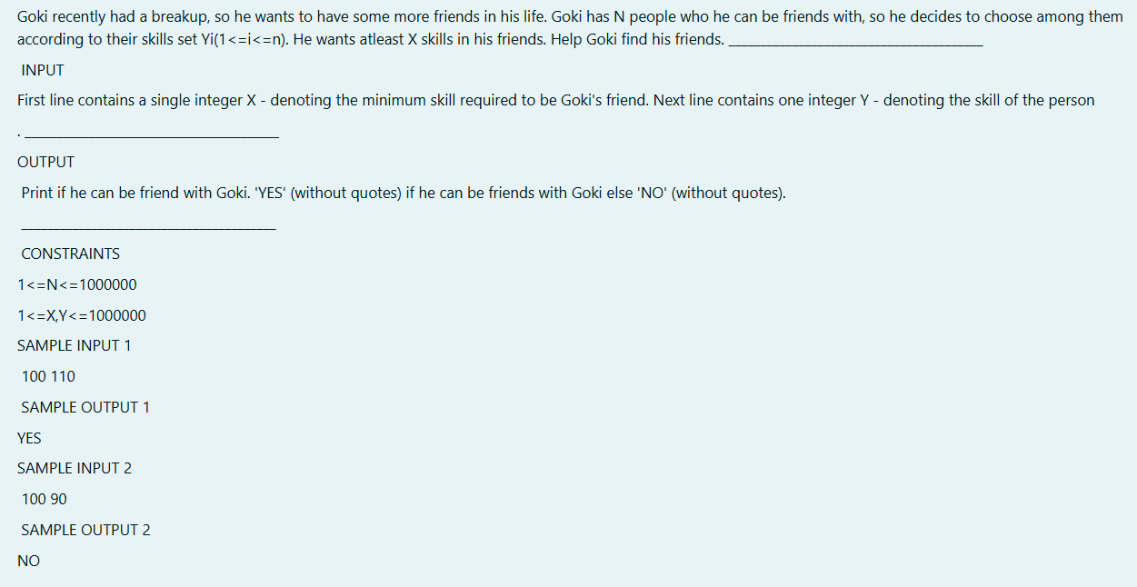 Goki recently had a breakup, so he wants to have some more friends in his life. Goki has N people who he can be friends with, so he decides to choose among them
according to their skills set Yi(1<=i<=n). He wants atleast X skills in his friends. Help Goki find his friends. ________________________________________
INPUT
First line contains a single integer X - denoting the minimum skill required to be Goki's friend. Next line contains one integer Y - denoting the skill of the person
. ________________________________________
OUTPUT
Print if he can be friend with Goki. 'YES' (without quotes) if he can be friends with Goki else 'NO' (without quotes).
________________________________________
CONSTRAINTS
1<=N<=1000000
1<=X,Y<=1000000
SAMPLE INPUT 1
100 110
SAMPLE OUTPUT 1
YES
SAMPLE INPUT 2
100 90
SAMPLE OUTPUT 2
NO